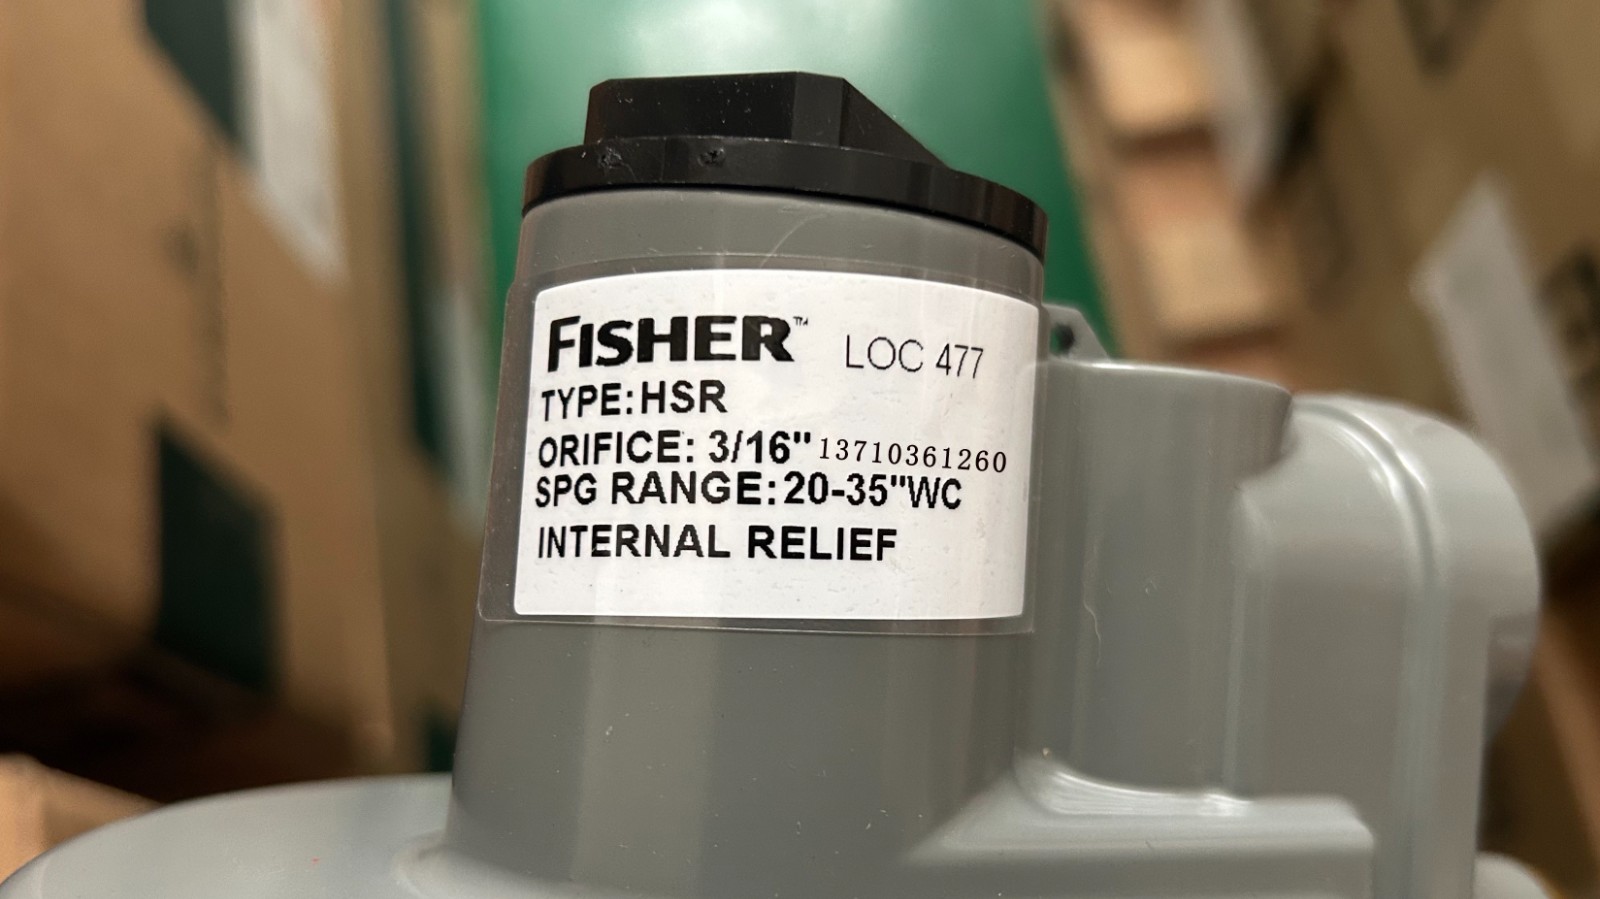 FISHER™ LOC 477
TYPE:HSR
ORIFICE: 3/16" 13710361260
SPG RANGE:20-35"WC
INTERNAL RELIEF